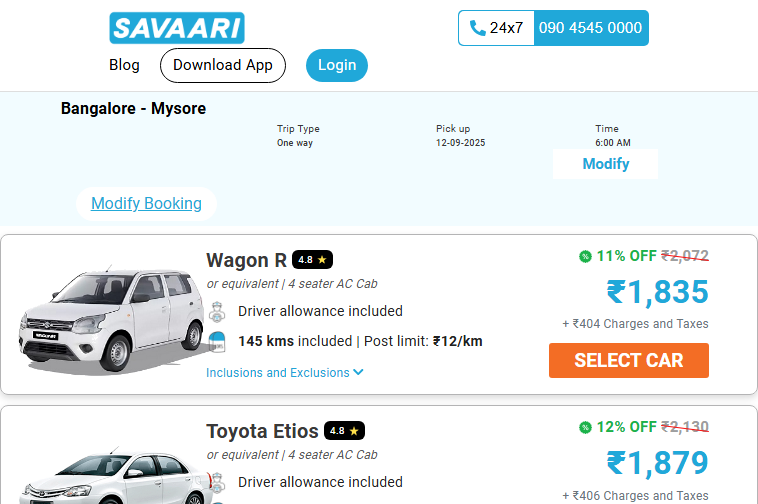 SAVAARI
24x7 090 4545 0000
Blog Download App Login
Bangalore - Mysore
Trip Type Pick up Time
One way 12-09-2025 6:00 AM
Modify
Modify Booking
Wagon R 4.8 ★
11% OFF ₹2,072
or equivalent | 4 seater AC Cab
₹1,835
Driver allowance included
+ ₹404 Charges and Taxes
145 kms included | Post limit: ₹12/km
SELECT CAR
Inclusions and Exclusions
SAVAARI
Toyota Etios 4.8 ★
12% OFF ₹2,130
or equivalent | 4 seater AC Cab
₹1,879
Driver allowance included
+ ₹406 Charges and Taxes